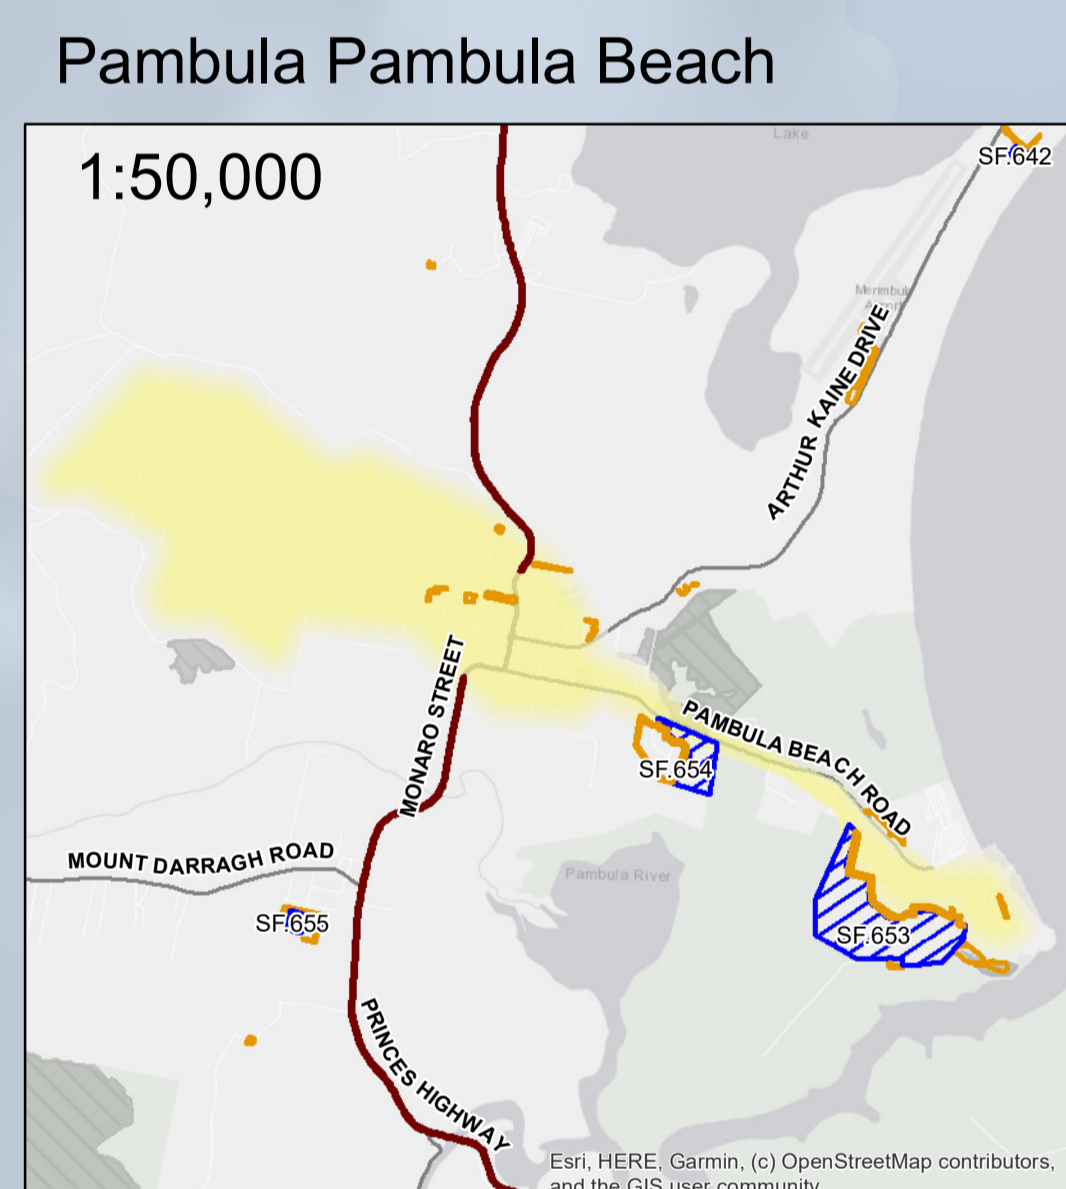 Pambula Pambula Beach
1:50,000
Lake
SF.642
Merimbula
Airport
ARTHUR KAINE DRIVE
MONARO STREET
PAMBULA BEACH ROAD
SF.654
MOUNT DARRAGH ROAD
Pambula River
SF.655
SF.653
PRINCES HIGHWAY
Esri, HERE, Garmin, (c) OpenStreetMap contributors,
and the GIS user community